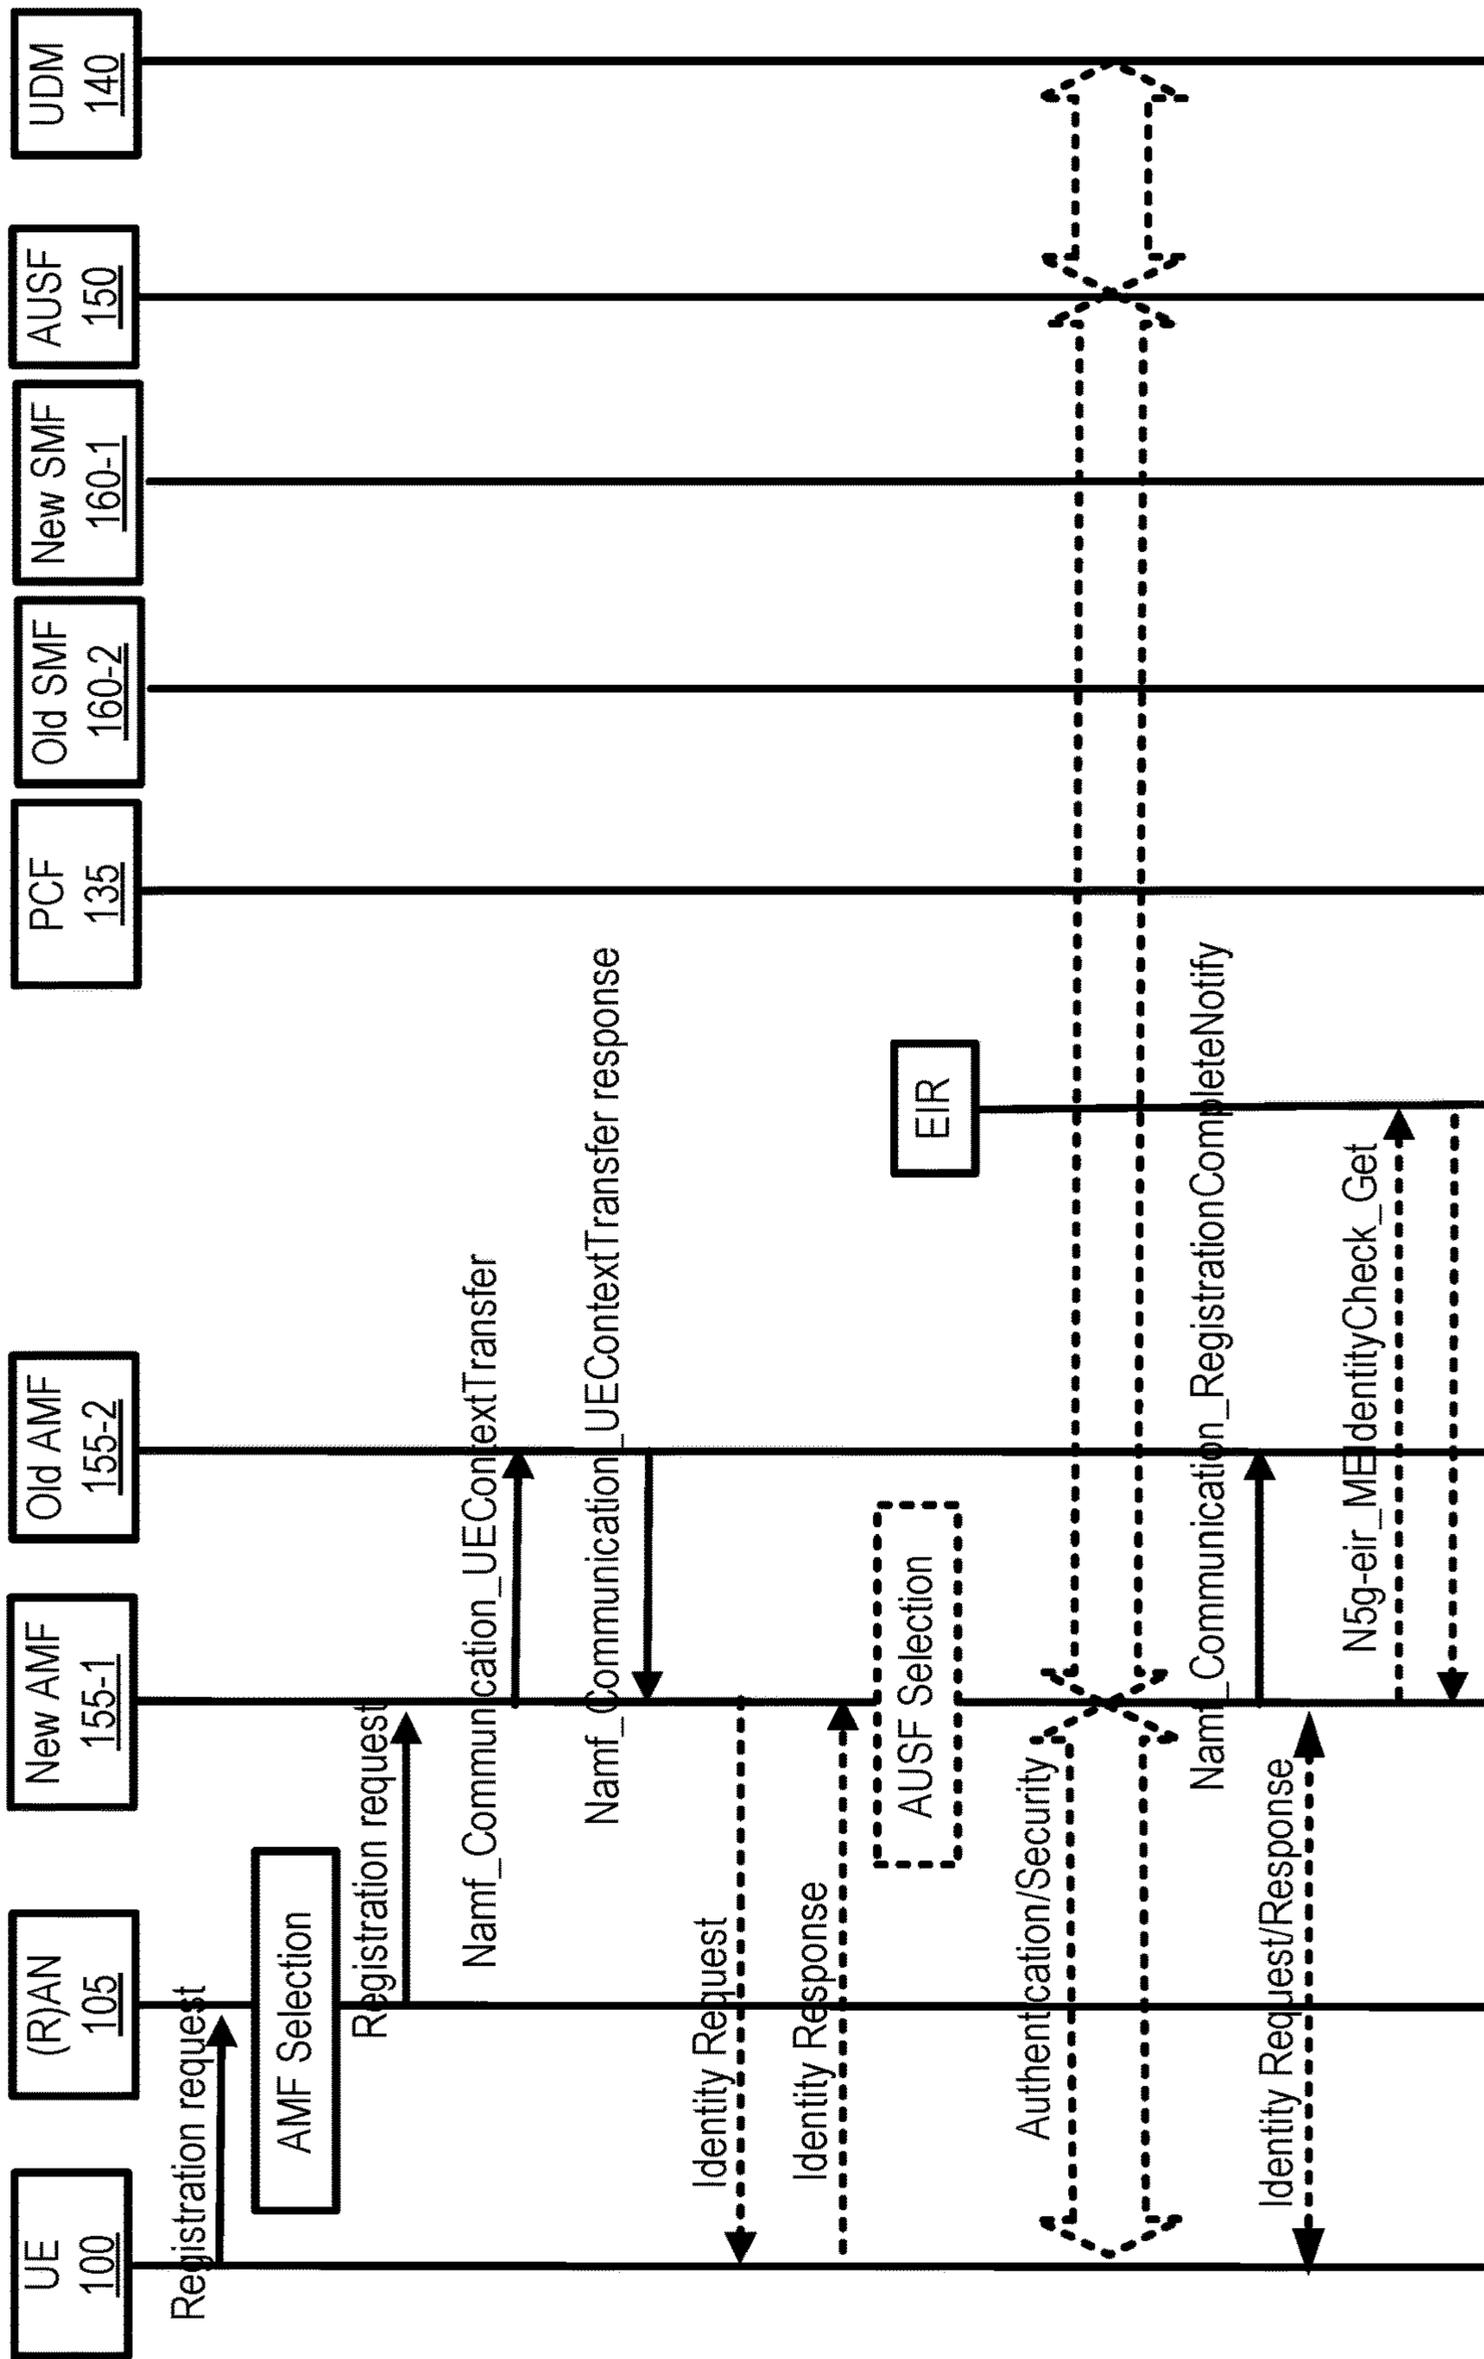 UE
100
(R)AN
105
New AMF
155-1
Old AMF
155-2
PCF
135
Old SMF
160-2
New SMF
160-1
AUSF
150
UDM
140
Registration request
AMF Selection
Registration request
Namf_Communication_UEContextTransfer
Namf_Communication_UEContextTransfer response
Identity Request
Identity Response
AUSF Selection
EIR
Authentication/Security
Namf_Communication_RegistrationCompleteNotify
Identity Request/Response
N5g-eir_MEIdentityCheck_Get